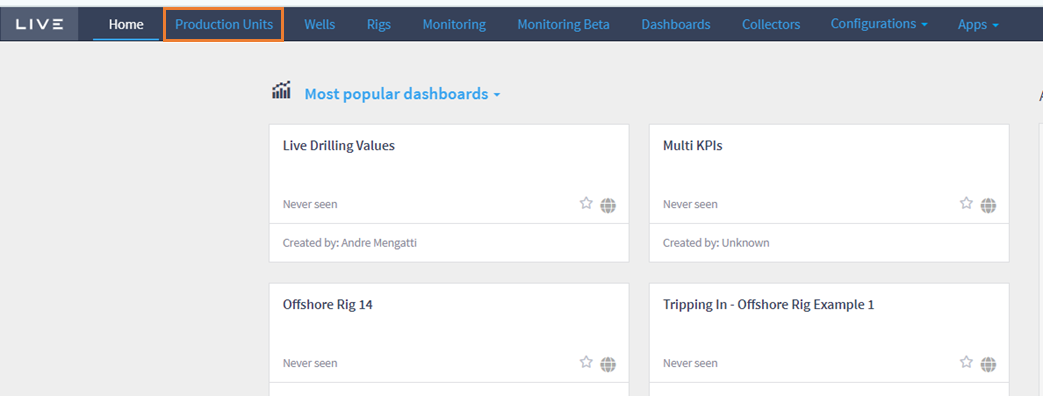 LIVE Home Production Units Wells Rigs Monitoring Monitoring Beta Dashboards Collectors Configurations Apps
Most popular dashboards
Live Drilling Values
Never seen
Created by: Andre Mengatti
Multi KPIs
Never seen
Created by: Unknown
Offshore Rig 14
Never seen
Tripping In - Offshore Rig Example 1
Never seen